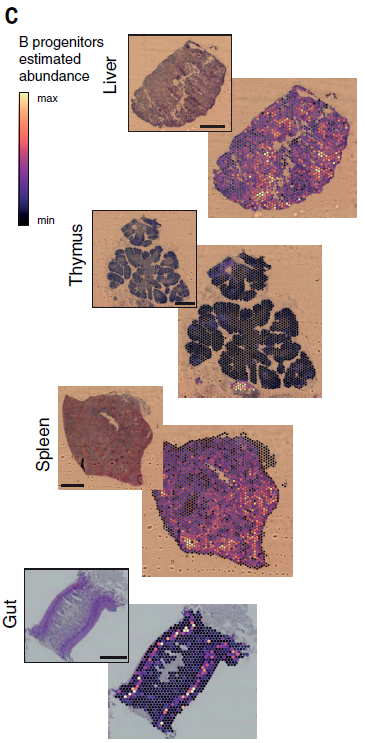 C
B progenitors
estimated
abundance
max
min
Liver
Thymus
Spleen
Gut